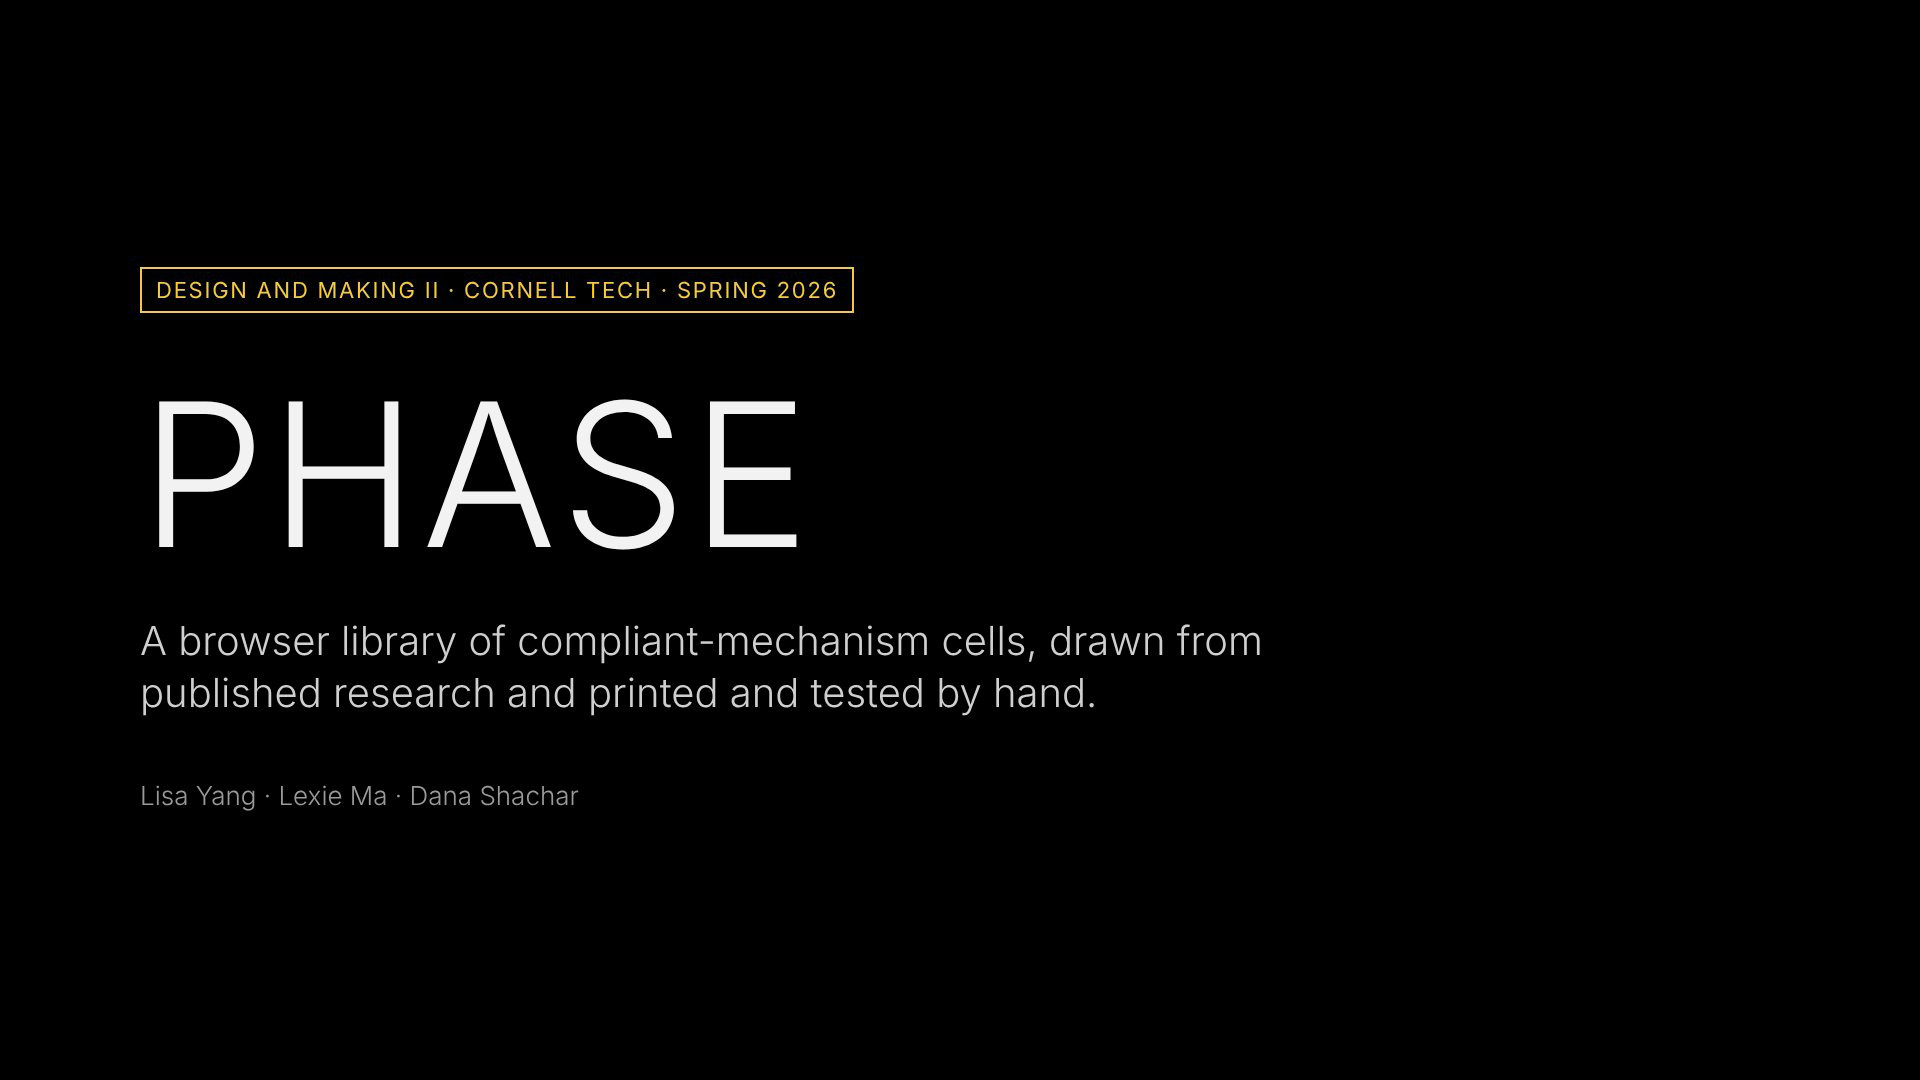 DESIGN AND MAKING II · CORNELL TECH · SPRING 2026
PHASE
A browser library of compliant-mechanism cells, drawn from
published research and printed and tested by hand.
Lisa Yang · Lexie Ma · Dana Shachar